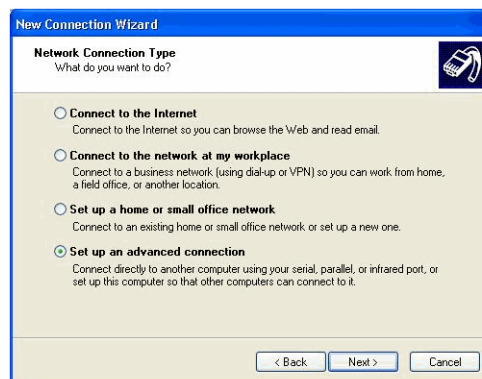 New Connection Wizard
Network Connection Type
What do you want to do?
Connect to the Internet
Connect to the Internet so you can browse the Web and read email.
Connect to the network at my workplace
Connect to a business network (using dial-up or VPN) so you can work from home,
a field office, or another location.
Set up a home or small office network
Connect to an existing home or small office network or set up a new one.
Set up an advanced connection
Connect directly to another computer using your serial, parallel, or infrared port, or
set up this computer so that other computers can connect to it.
< Back Next > Cancel